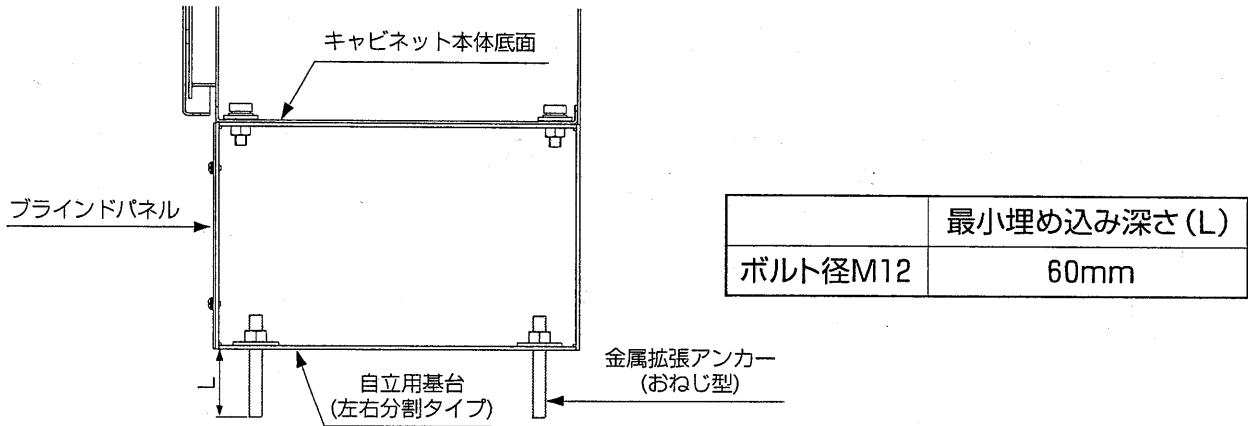 キャビネット本体底面
ブラインドパネル
最小埋め込み深さ(L)
ボルト径M12 60mm
L
自立用基台
(左右分割タイプ)
金属拡張アンカー
(おねじ型)